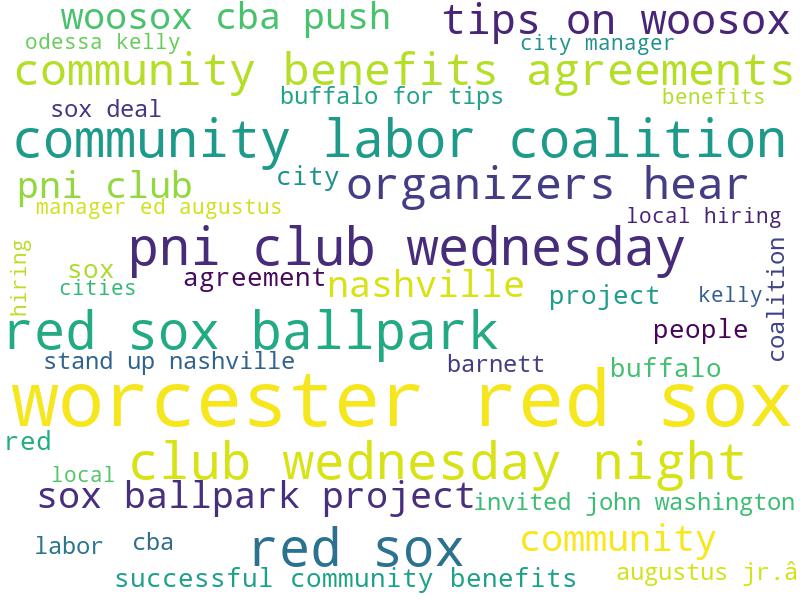 woosox cba push
tips on woosox
odessa kelly
city manager
community benefits agreements
sox deal
buffalo for tips
benefits
community labor coalition
pni club
city
organizers hear
manager ed augustus
local hiring
pni club wednesday
hiring
sox
cities
agreement
nashville
project
kelly
coalition
red sox ballpark
people
stand up nashville
barnett
buffalo
worcester red sox
red
local
club wednesday night
sox ballpark project
invited john washington
labor
cba
red sox
community
successful community benefits
augustus jr.â